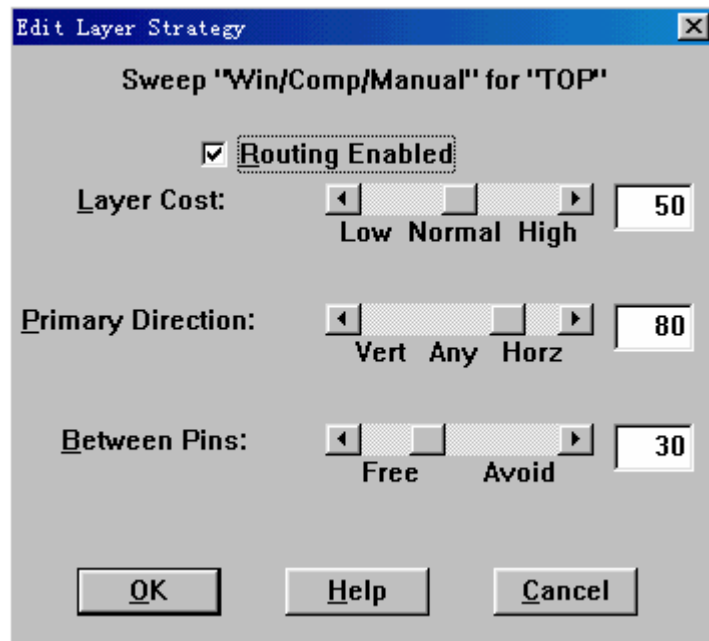 Edit Layer Strategy
Sweep "Win/Comp/Manual" for "TOP"
Routing Enabled
Layer Cost:
50
Low Normal High
Primary Direction:
80
Vert Any Horz
Between Pins:
30
Free Avoid
OK Help Cancel